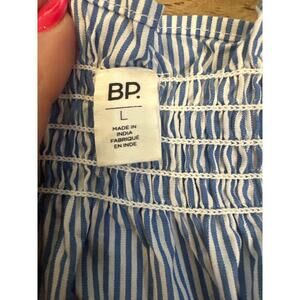 BP.
L
MADE IN
INDIA
FABRIQUÉ
EN INDE